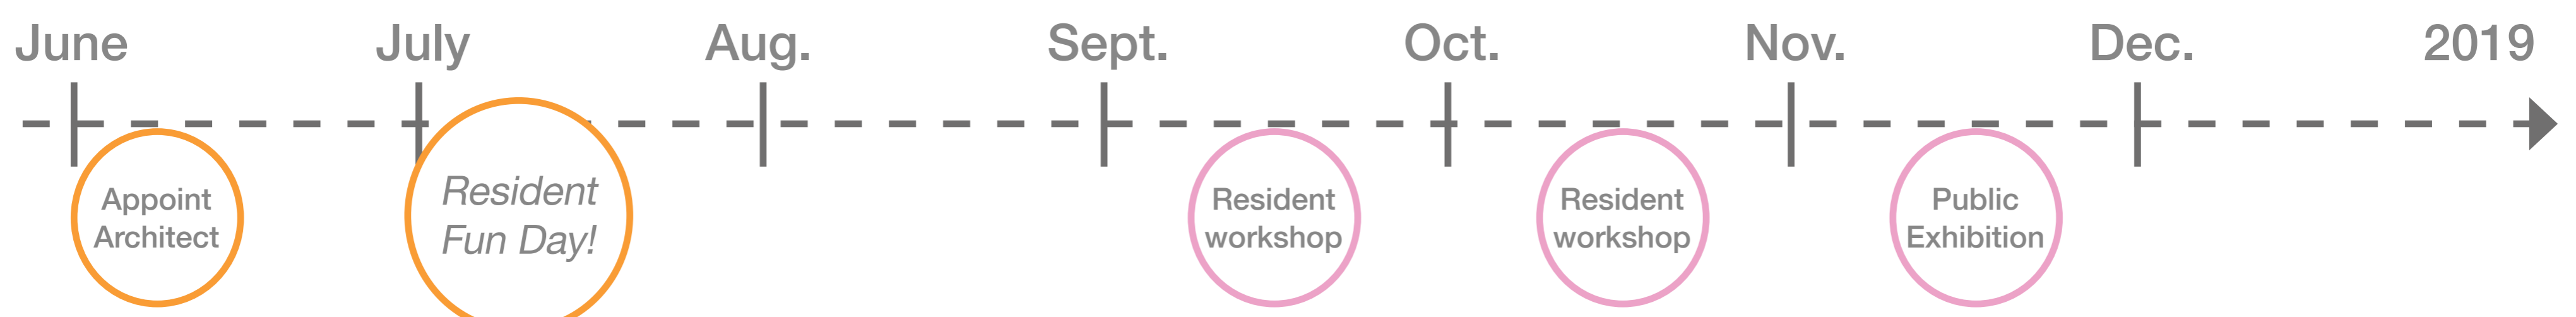 June July Aug. Sept. Oct. Nov. Dec. 2019
Appoint
Architect
Resident
Fun Day!
Resident
workshop
Resident
workshop
Public
Exhibition